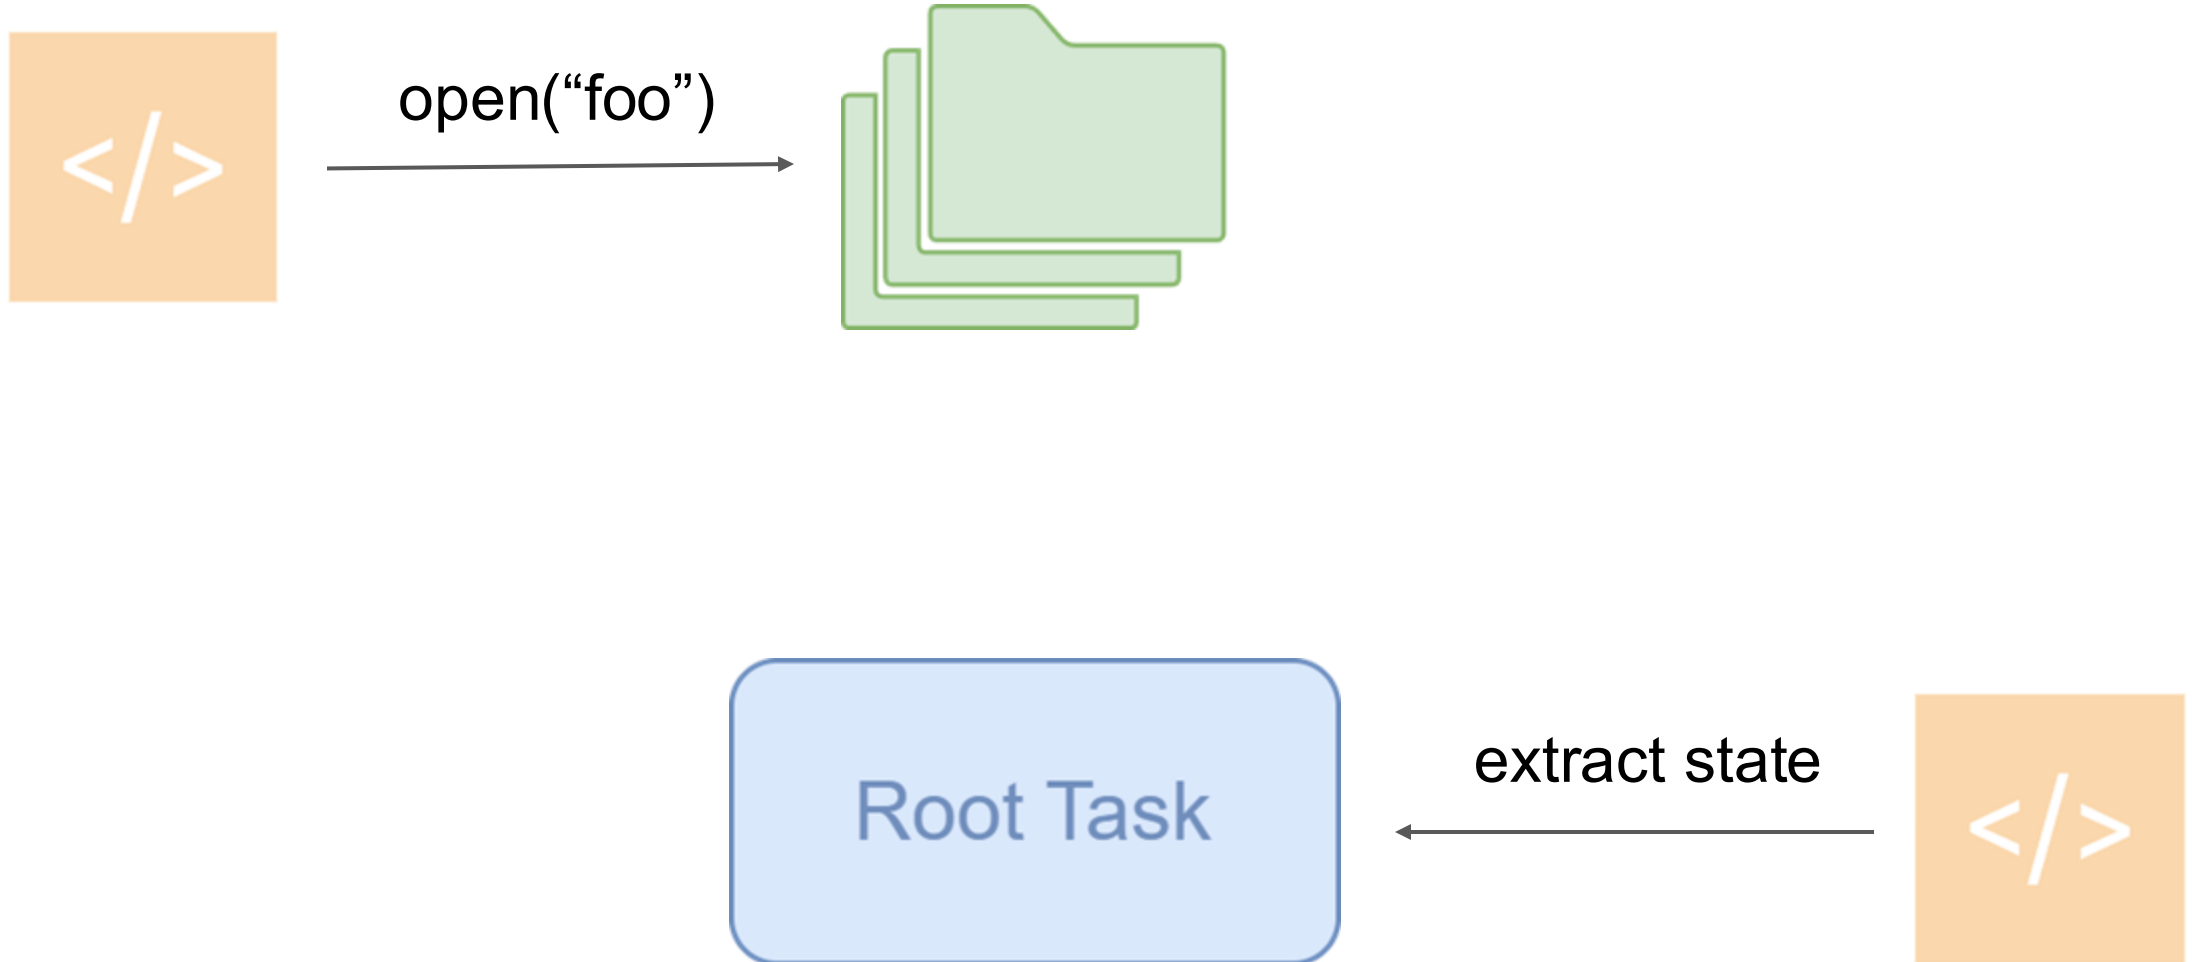 open(“foo”)
</>
extract state
Root Task
</>